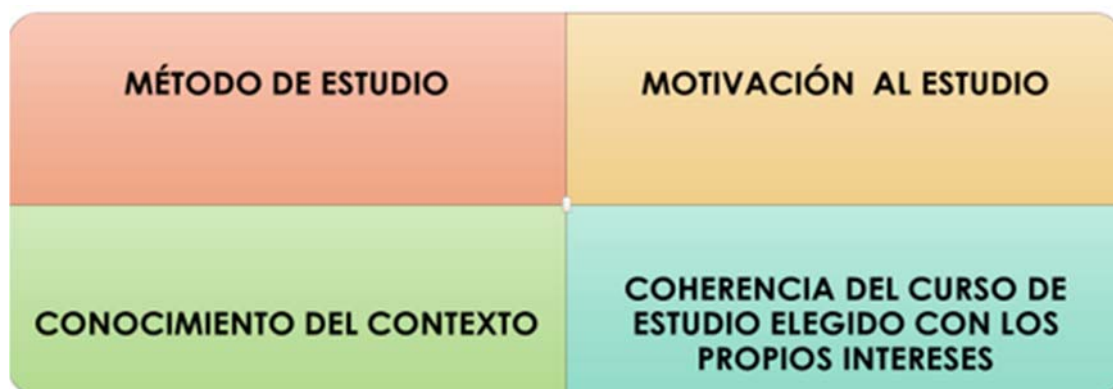 MÉTODO DE ESTUDIO
MOTIVACIÓN AL ESTUDIO
CONOCIMIENTO DEL CONTEXTO
COHERENCIA DEL CURSO DE
ESTUDIO ELEGIDO CON LOS
PROPIOS INTERESES